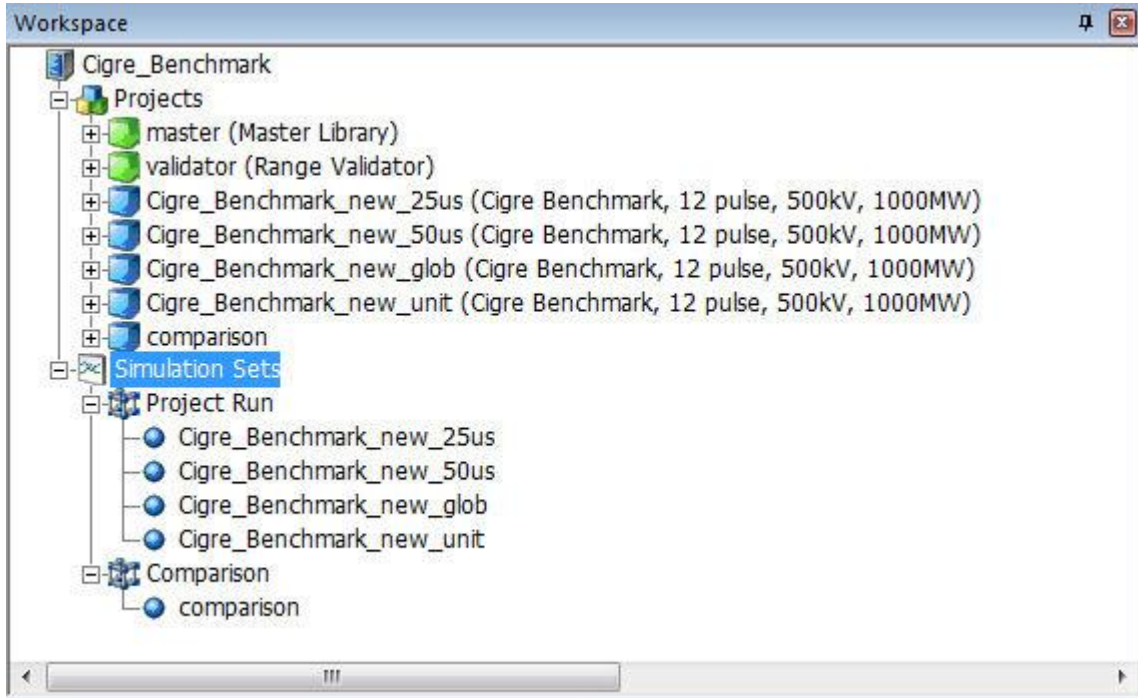 Workspace
Cigre_Benchmark
Projects
master (Master Library)
validator (Range Validator)
Cigre_Benchmark_new_25us (Cigre Benchmark, 12 pulse, 500kV, 1000MW)
Cigre_Benchmark_new_50us (Cigre Benchmark, 12 pulse, 500kV, 1000MW)
Cigre_Benchmark_new_glob (Cigre Benchmark, 12 pulse, 500kV, 1000MW)
Cigre_Benchmark_new_unit (Cigre Benchmark, 12 pulse, 500kV, 1000MW)
comparison
Simulation Sets
Project Run
Cigre_Benchmark_new_25us
Cigre_Benchmark_new_50us
Cigre_Benchmark_new_glob
Cigre_Benchmark_new_unit
Comparison
comparison